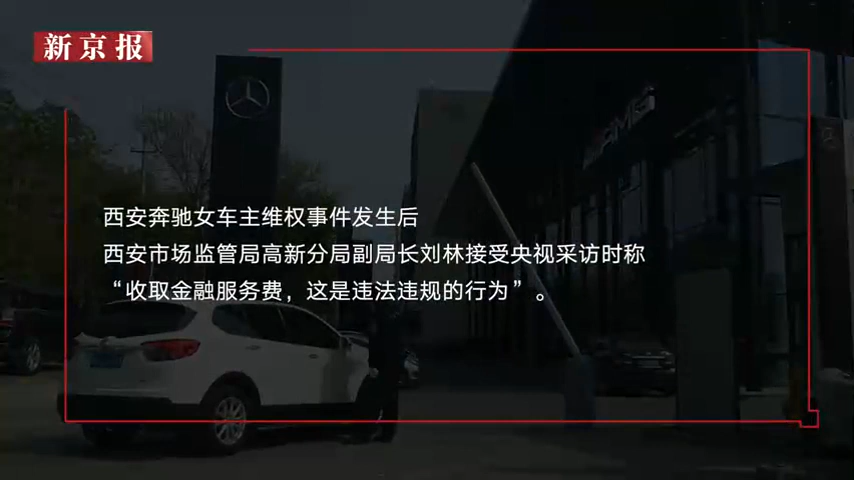 新京报
AMG
西安奔驰女车主维权事件发生后
西安市场监管局高新分局副局长刘林接受央视采访时称
“收取金融服务费，这是违法违规的行为”。